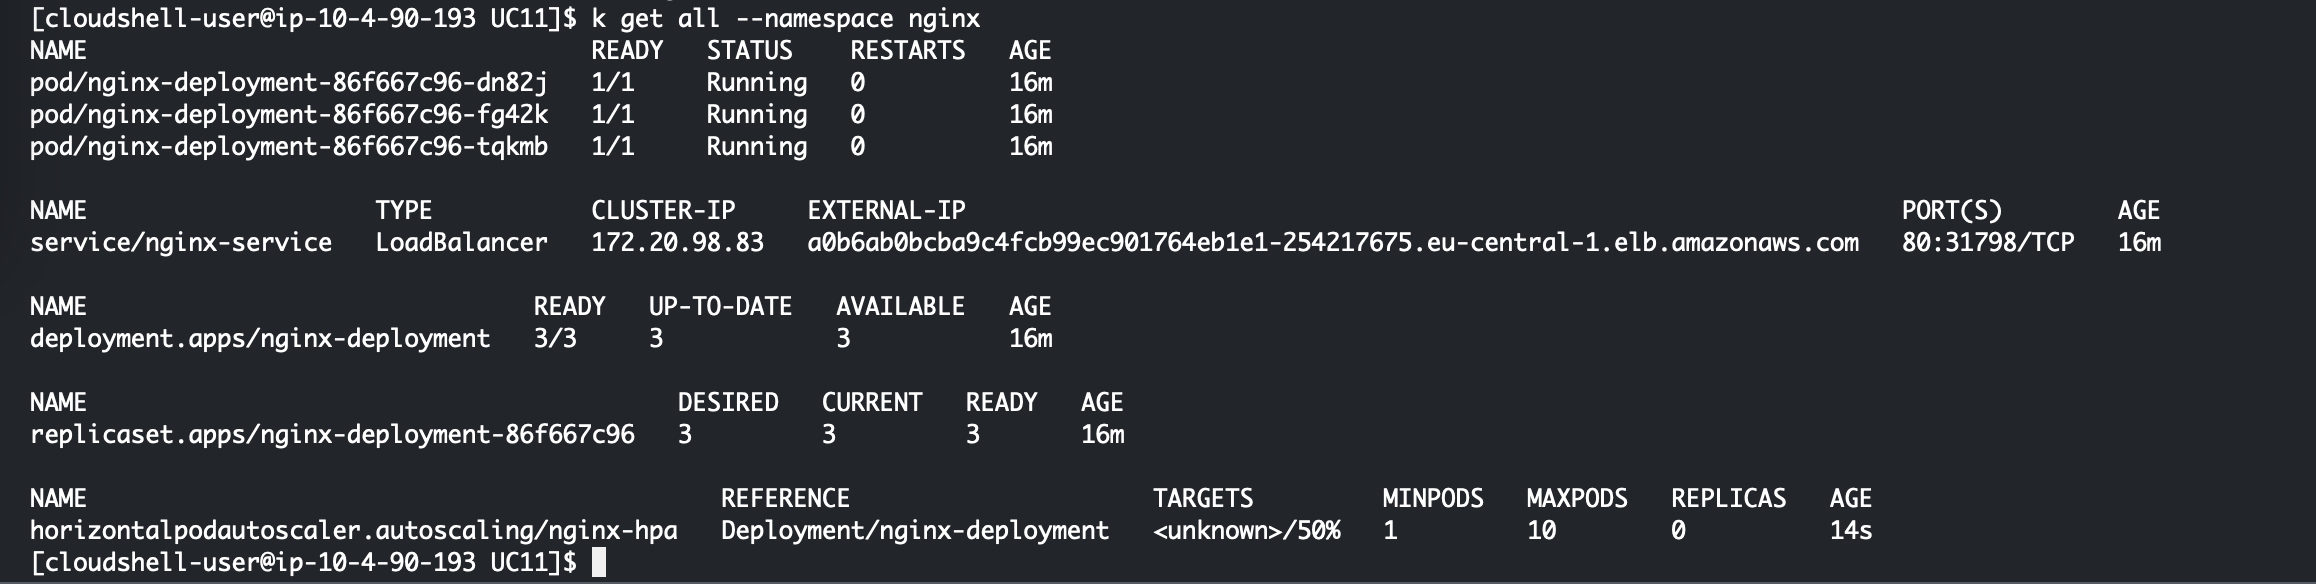 [cloudshell-user@ip-10-4-90-193 UC11]$ k get all --namespace nginx
NAME READY STATUS RESTARTS AGE
pod/nginx-deployment-86f667c96-dn82j 1/1 Running 0 16m
pod/nginx-deployment-86f667c96-fg42k 1/1 Running 0 16m
pod/nginx-deployment-86f667c96-tqkmb 1/1 Running 0 16m
NAME TYPE CLUSTER-IP EXTERNAL-IP PORT(S) AGE
service/nginx-service LoadBalancer 172.20.98.83 a0b6ab0bcba9c4fcb99ec901764eb1e1-254217675.eu-central-1.elb.amazonaws.com 80:31798/TCP 16m
NAME READY UP-TO-DATE AVAILABLE AGE
deployment.apps/nginx-deployment 3/3 3 3 16m
NAME DESIRED CURRENT READY AGE
replicaset.apps/nginx-deployment-86f667c96 3 3 3 16m
NAME REFERENCE TARGETS MINPODS MAXPODS REPLICAS AGE
horizontalpodautoscaler.autoscaling/nginx-hpa Deployment/nginx-deployment <unknown>/50% 1 10 0 14s
[cloudshell-user@ip-10-4-90-193 UC11]$